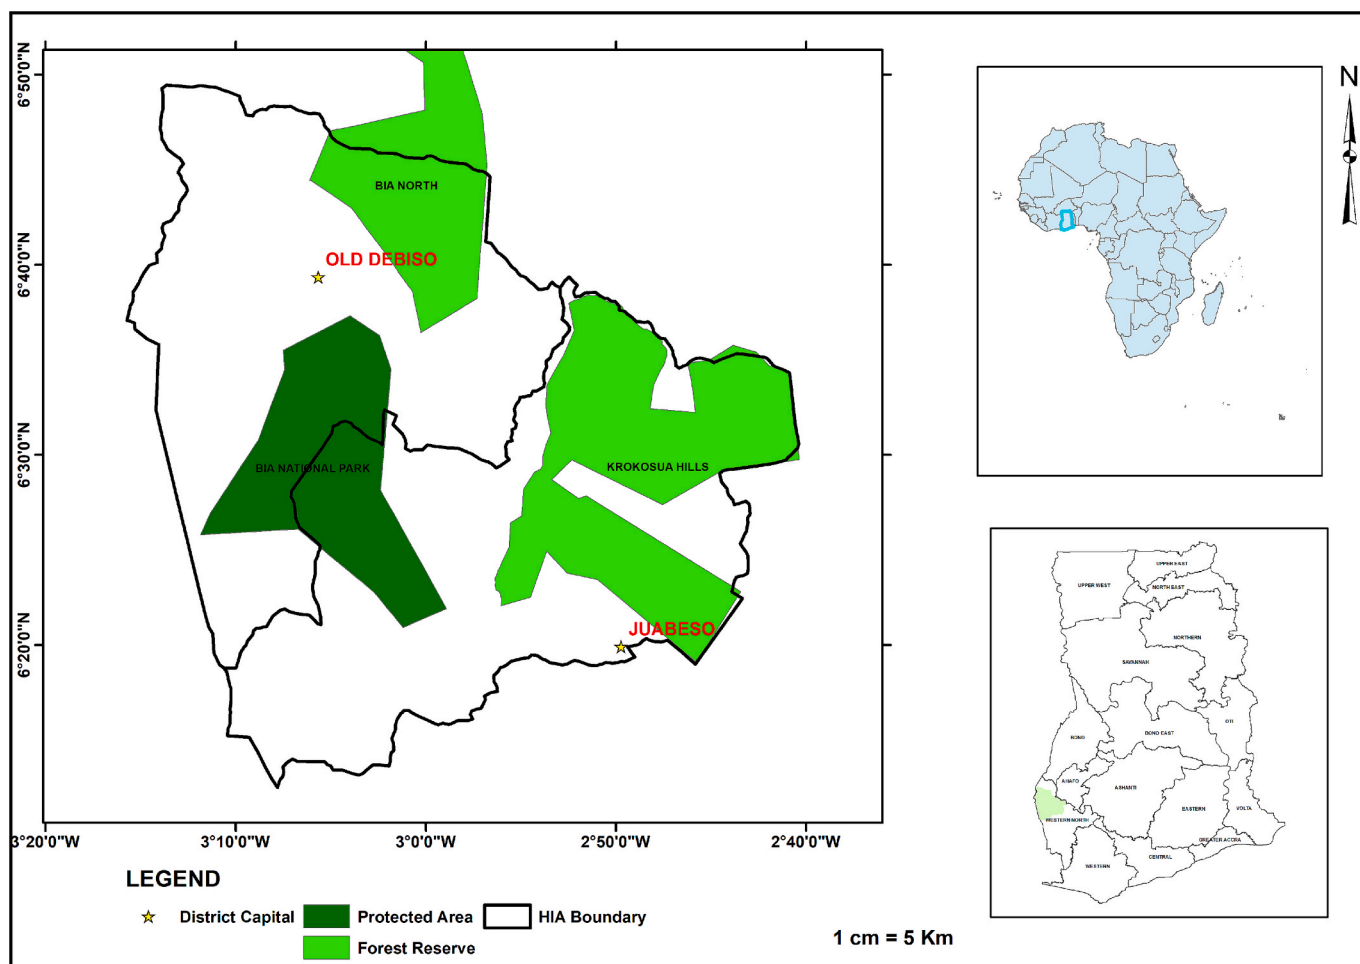 6°50'0"N
6°40'0"N
6°30'0"N
6°20'0"N
BIA NORTH
OLD DEBISO
BIA NATIONAL PARK
KROKOSUA HILLS
JUABESO
3°20'0"W
3°10'0"W
3°0'0"W
2°50'0"W
2°40'0"W
LEGEND
District Capital
Protected Area
HIA Boundary
Forest Reserve
1 cm = 5 Km
N
UPPER EAST
UPPER WEST
NORTH EAST
NORTHERN
SAVANNAH
OTI
BONO
BONO EAST
AHAFO
ASHANTI
EASTERN
VOLTA
WESTERN NORTH
GREATER ACCRA
CENTRAL
WESTERN